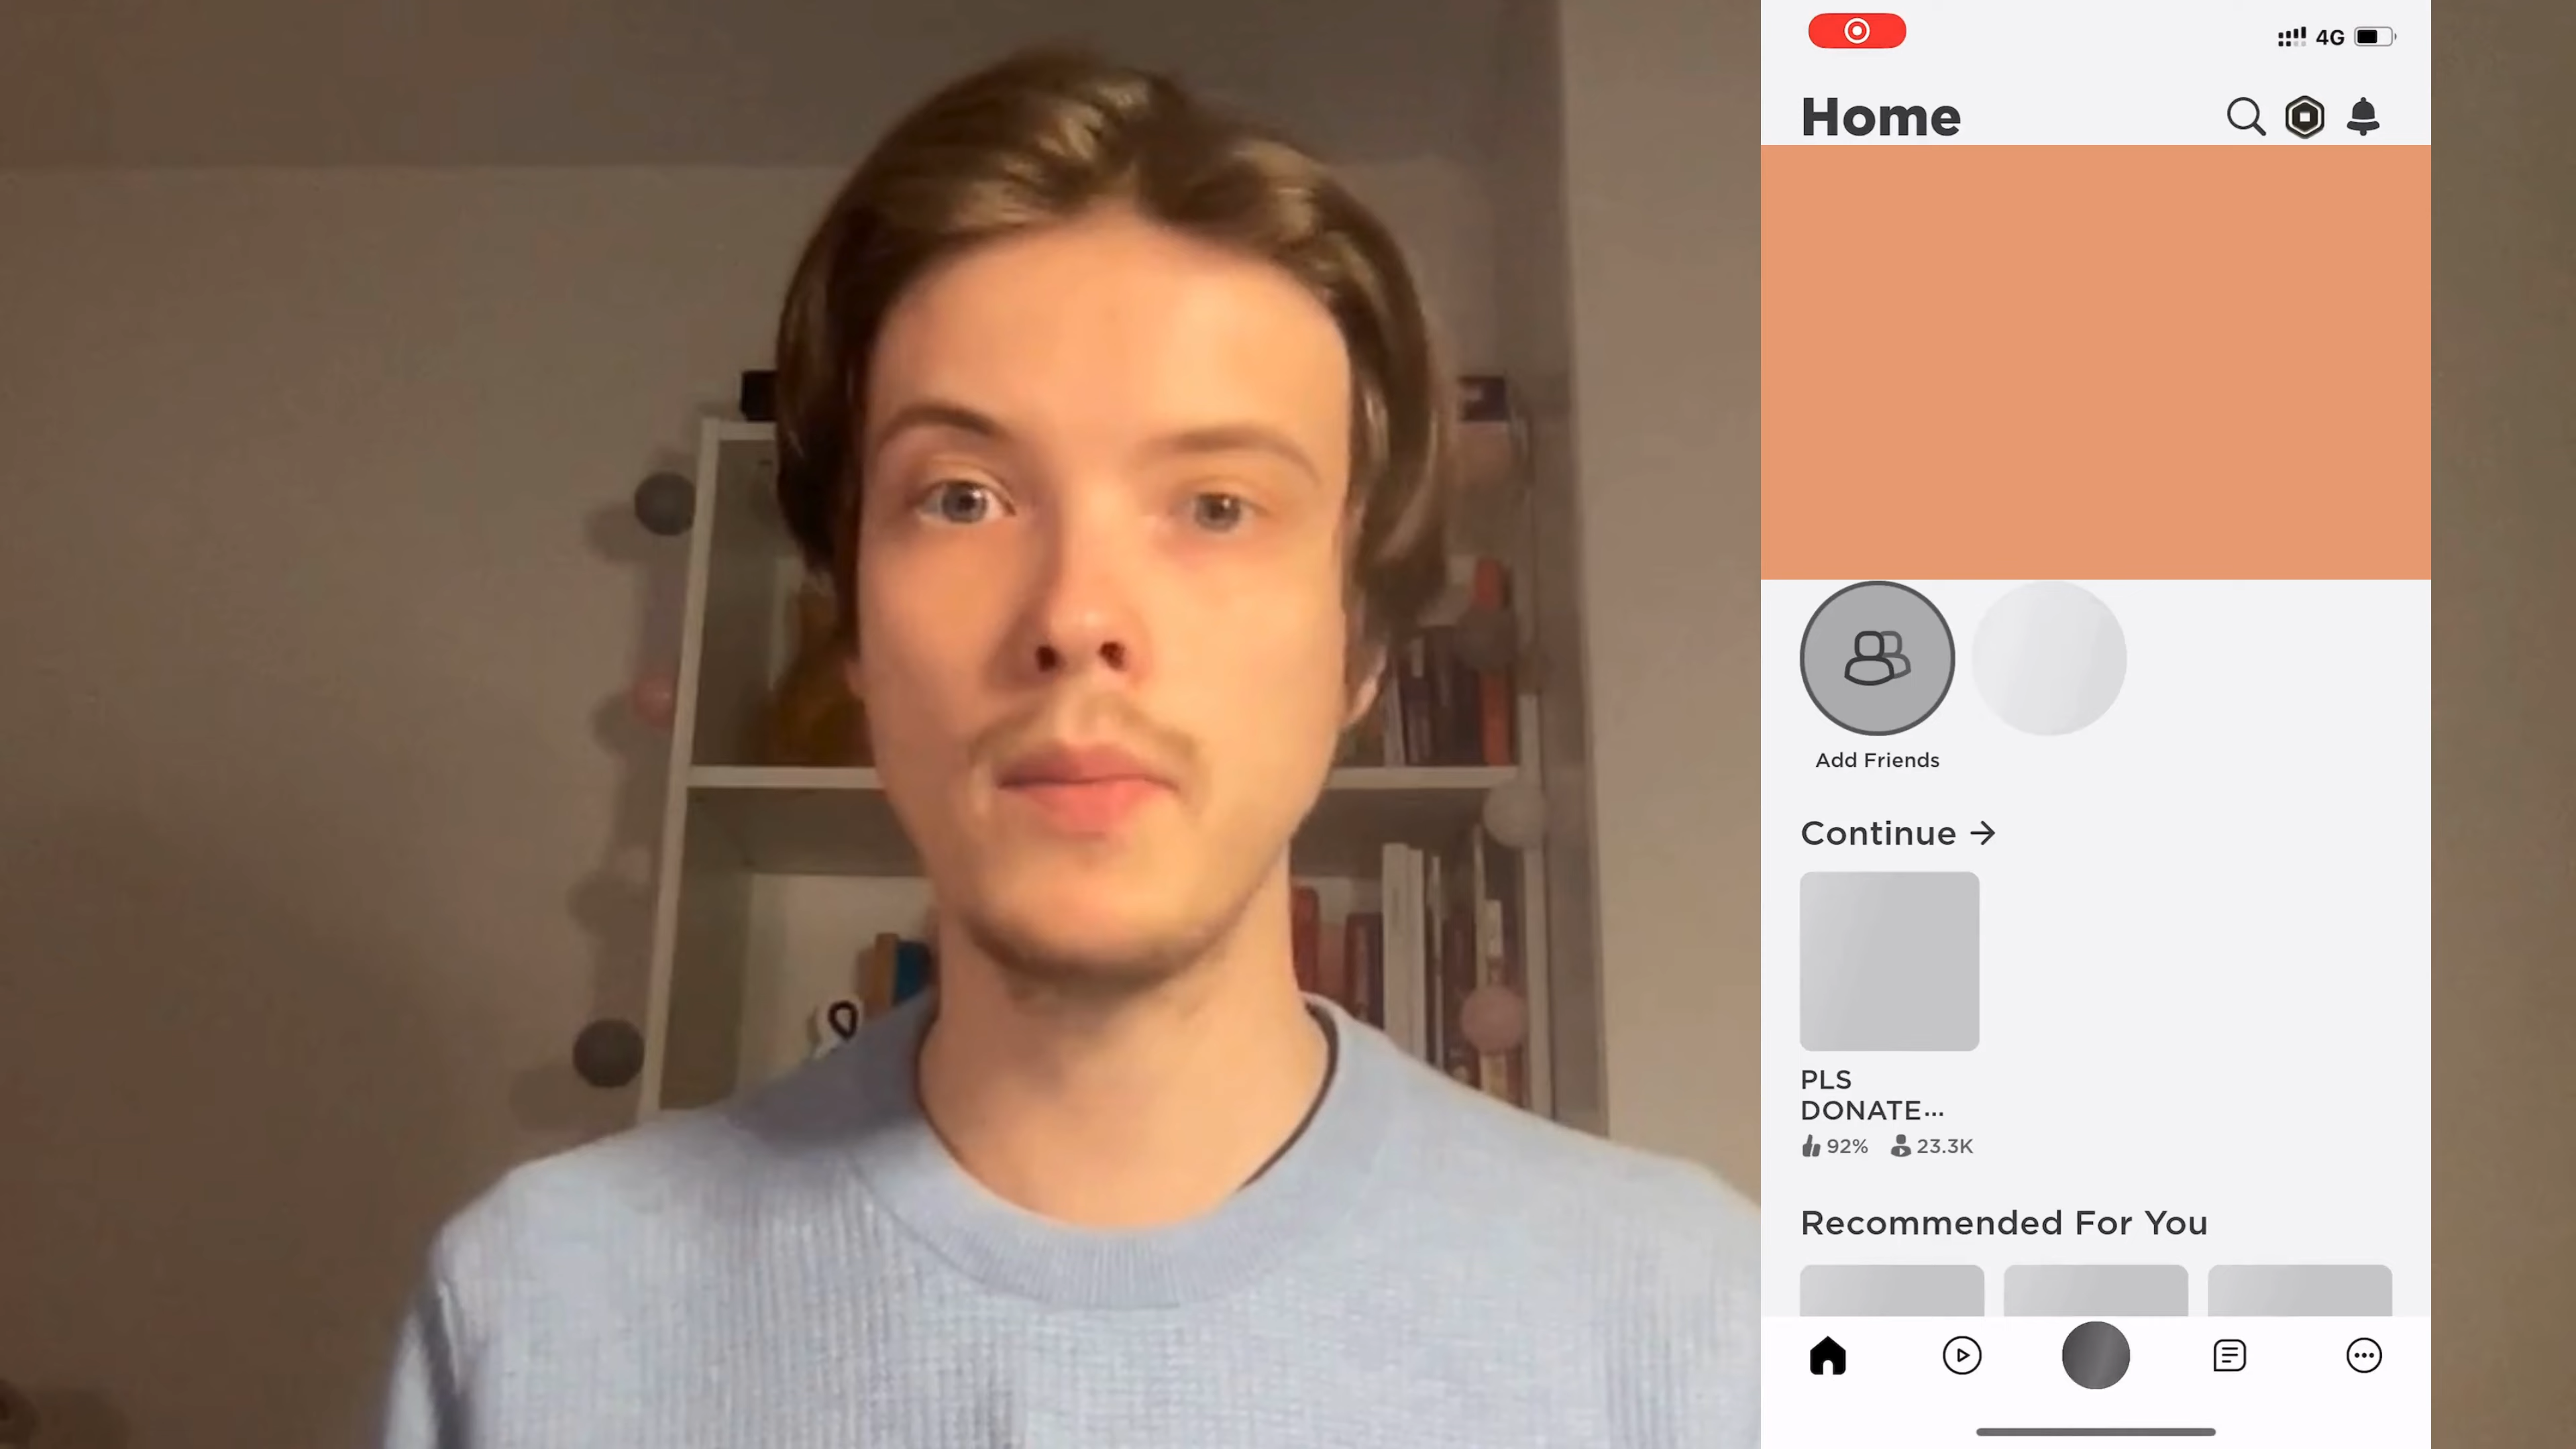 4G
Home
Add Friends
Continue →
PLS
DONATE...
92% 23.3K
Recommended For You